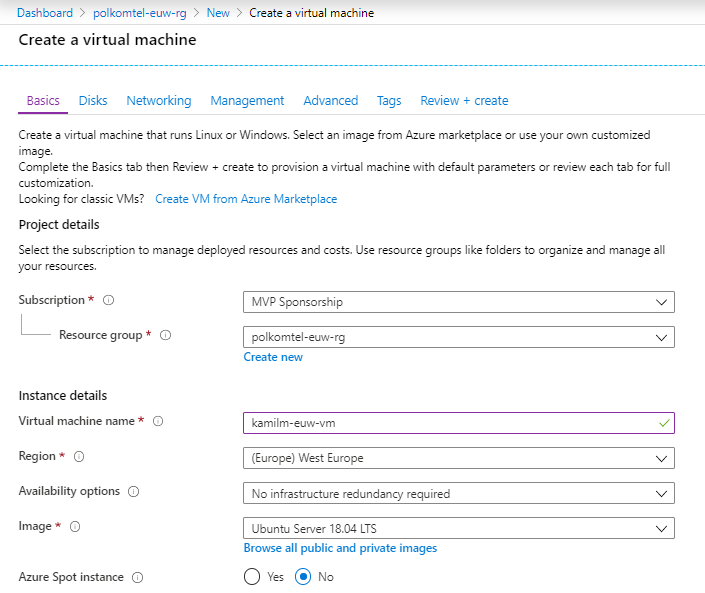 Dashboard > polkomtel-euw-rg > New > Create a virtual machine
Create a virtual machine
Basics Disks Networking Management Advanced Tags Review + create
Create a virtual machine that runs Linux or Windows. Select an image from Azure marketplace or use your own customized
image.
Complete the Basics tab then Review + create to provision a virtual machine with default parameters or review each tab for full
customization.
Looking for classic VMs? Create VM from Azure Marketplace
Project details
Select the subscription to manage deployed resources and costs. Use resource groups like folders to organize and manage all
your resources.
Subscription * MVP Sponsorship
Resource group * polkomtel-euw-rg
Create new
Instance details
Virtual machine name * kamilm-euw-vm
Region * (Europe) West Europe
Availability options No infrastructure redundancy required
Image * Ubuntu Server 18.04 LTS
Browse all public and private images
Azure Spot instance Yes No